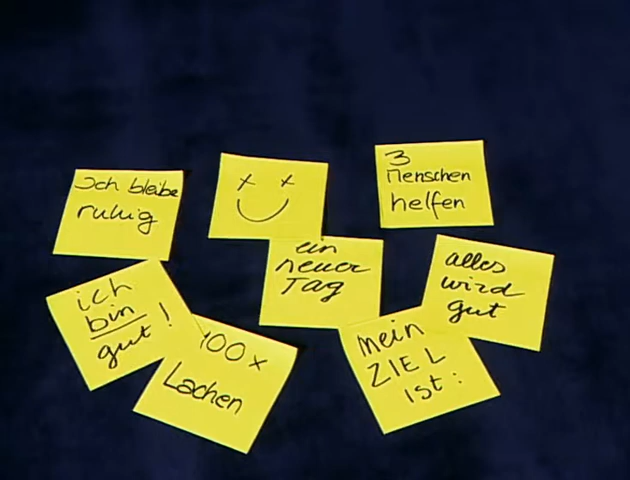 Ich bleibe
ruhig
3
Menschen
helfen
ein
neuer
Tag
alles
wird
gut
ich
bin
gut!
100x
Lachen
mein
ZIEL
ist: